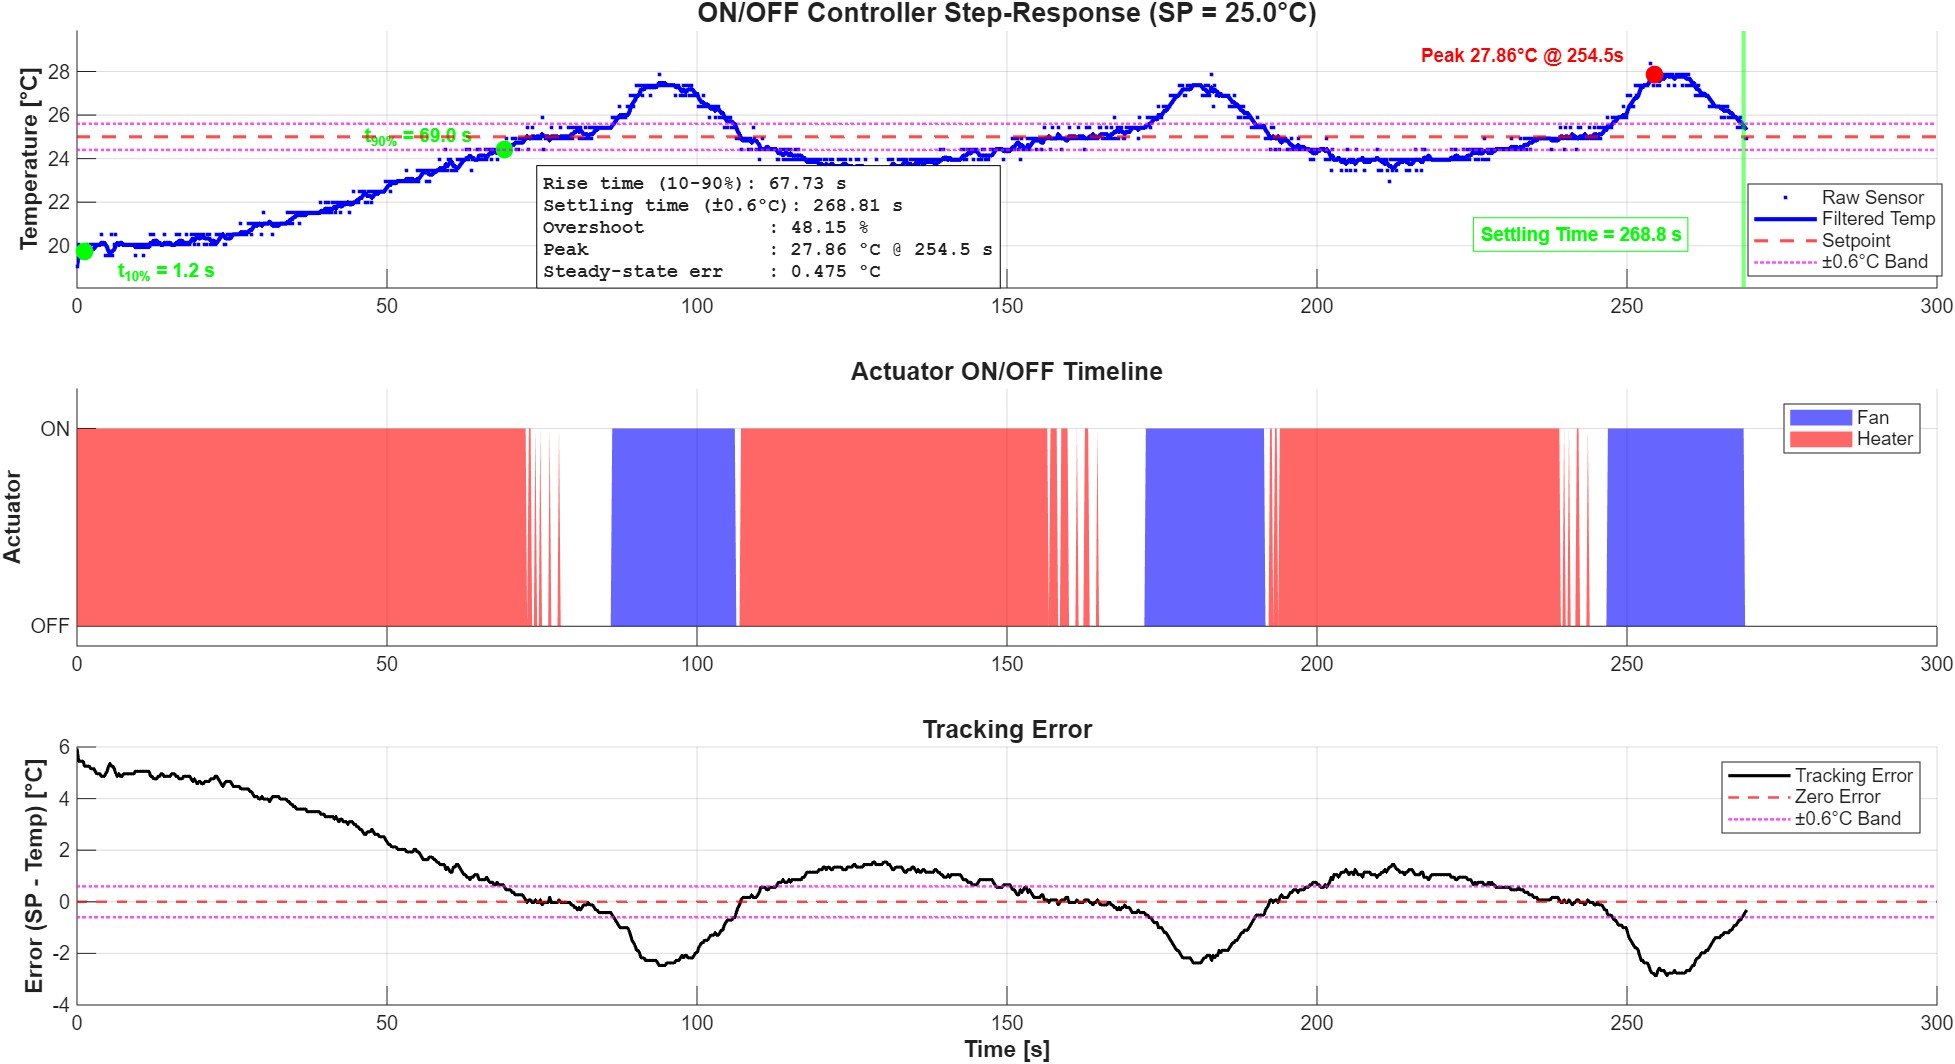 ON/OFF Controller Step-Response (SP = 25.0°C)
Temperature [°C]
28
26
24
22
20
Peak 27.86°C @ 254.5s
t90% = 69.0 s
t10% = 1.2 s
Rise time (10-90%): 67.73 s
Settling time (±0.6°C): 268.81 s
Overshoot : 48.15 %
Peak : 27.86 °C @ 254.5 s
Steady-state err : 0.475 °C
Settling Time = 268.8 s
Raw Sensor
Filtered Temp
Setpoint
±0.6°C Band
0 50 100 150 200 250 300
Actuator ON/OFF Timeline
Actuator
ON
OFF
Fan
Heater
0 50 100 150 200 250 300
Tracking Error
Error (SP - Temp) [°C]
6
4
2
0
-2
-4
Tracking Error
Zero Error
±0.6°C Band
0 50 100 150 200 250 300
Time [s]